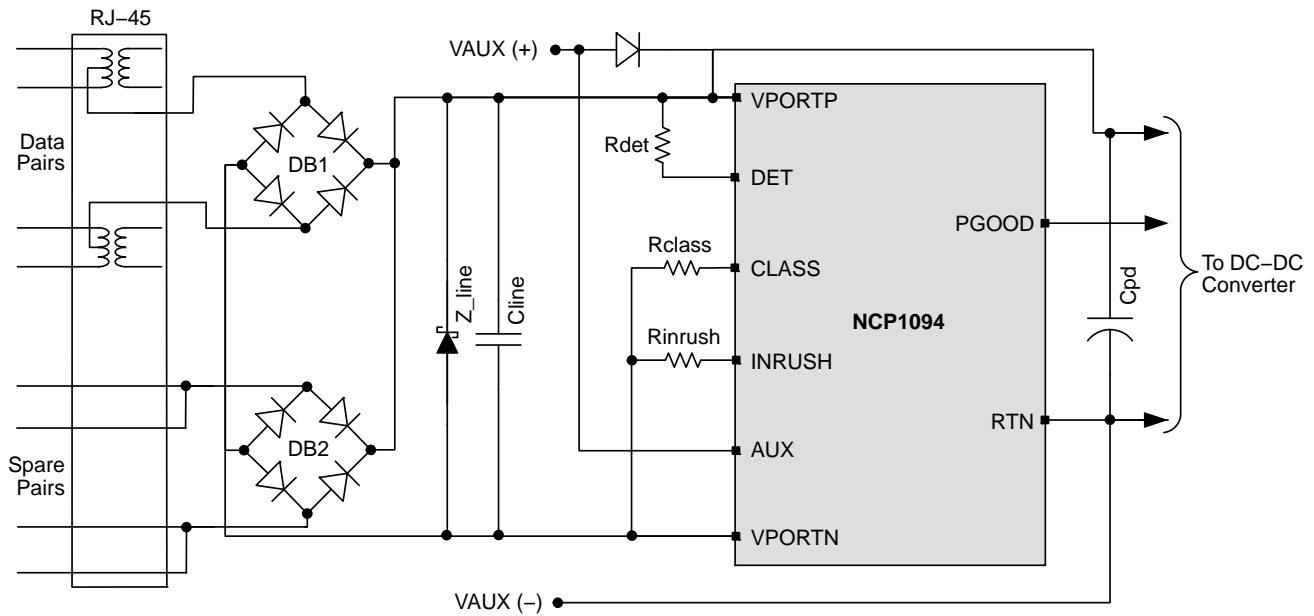 RJ−45
VAUX (+)
Data
Pairs
DB1
Rdet
VPORTP
DET
PGOOD
Rclass
CLASS
Z_line
Cline
NCP1094
Rinrush
INRUSH
Cpd
To DC−DC
Converter
RTN
DB2
Spare
Pairs
AUX
VPORTN
VAUX (−)